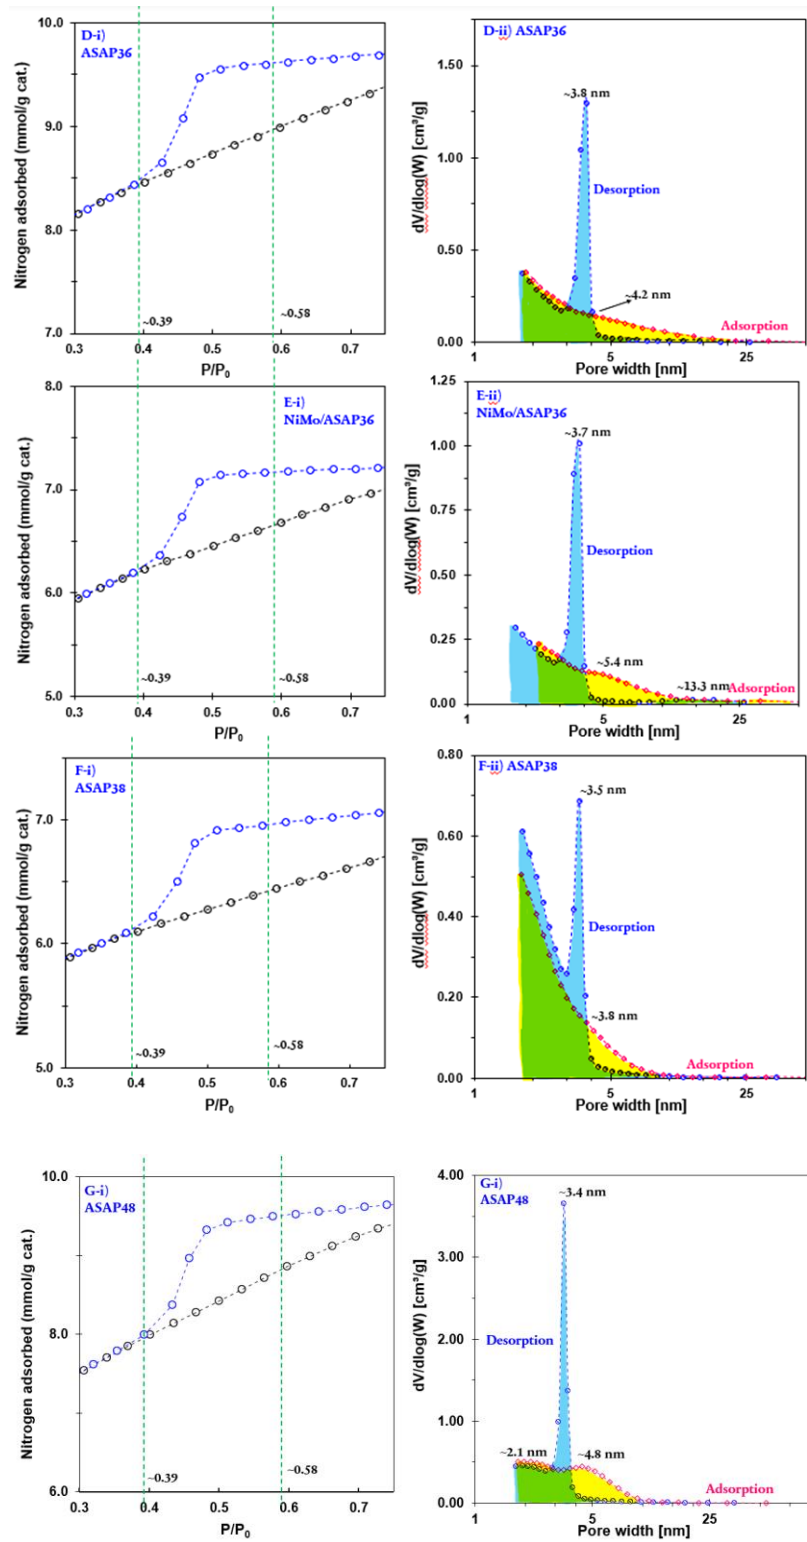 D-i)
ASAP36
10.0
9.0
8.0
7.0
Nitrogen adsorbed (mmol/g cat.)
~0.39
~0.58
0.3 0.4 0.5 0.6 0.7
P/P0
D-ii) ASAP36
1.50
1.00
0.50
0.00
dV/dlog(W) [cm³/g]
~3.8 nm
Desorption
~4.2 nm
Adsorption
1 5 25
Pore width [nm]
E-i)
NiMo/ASAP36
8.0
7.0
6.0
5.0
Nitrogen adsorbed (mmol/g cat.)
~0.39
~0.58
0.3 0.4 0.5 0.6 0.7
P/P0
E-ii)
NiMo/ASAP36
1.25
1.00
0.75
0.50
0.25
0.00
dV/dlog(W) [cm³/g]
~3.7 nm
Desorption
~5.4 nm
~13.3 nm
Adsorption
1 5 25
Pore width [nm]
F-i)
ASAP38
7.0
6.0
5.0
Nitrogen adsorbed (mmol/g cat.)
~0.39
~0.58
0.3 0.4 0.5 0.6 0.7
P/P0
F-ii) ASAP38
0.80
0.60
0.40
0.20
0.00
dV/dlog(W) [cm³/g]
~3.5 nm
Desorption
~3.8 nm
Adsorption
1 5 25
Pore width [nm]
G-i)
ASAP48
10.0
8.0
6.0
Nitrogen adsorbed (mmol/g cat.)
~0.39
~0.58
0.3 0.4 0.5 0.6 0.7
P/P0
G-i)
ASAP48
4.00
3.00
2.00
1.00
0.00
dV/dlog(W) [cm³/g]
~3.4 nm
Desorption
~2.1 nm
~4.8 nm
Adsorption
1 5 25
Pore width [nm]